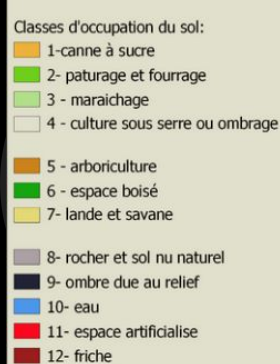 Classes d'occupation du sol:
1-canne à sucre
2- paturage et fourrage
3 - maraichage
4 - culture sous serre ou ombrage
5 - arboriculture
6 - espace boisé
7- lande et savane
8- rocher et sol nu naturel
9- ombre due au relief
10- eau
11- espace artificialise
12- friche